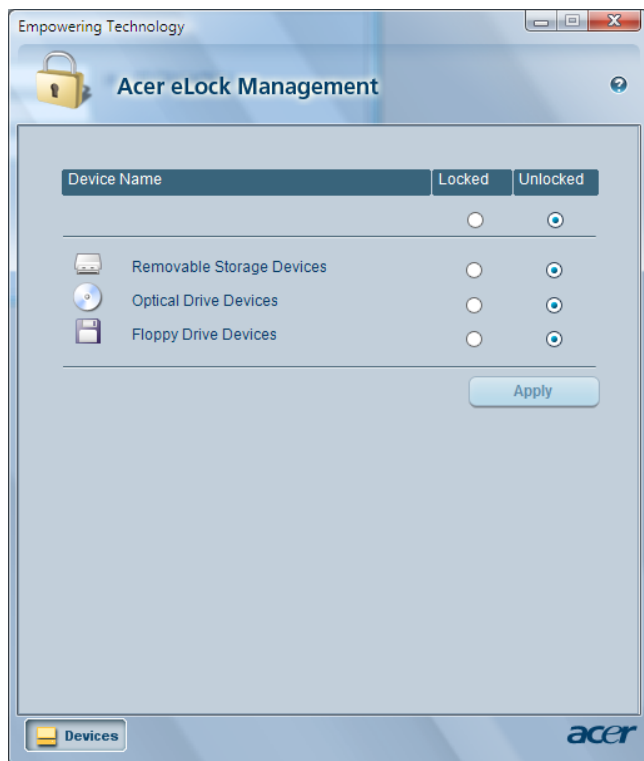 Empowering Technology
Acer eLock Management
Device Name Locked Unlocked
Removable Storage Devices
Optical Drive Devices
Floppy Drive Devices
Apply
Devices
acer